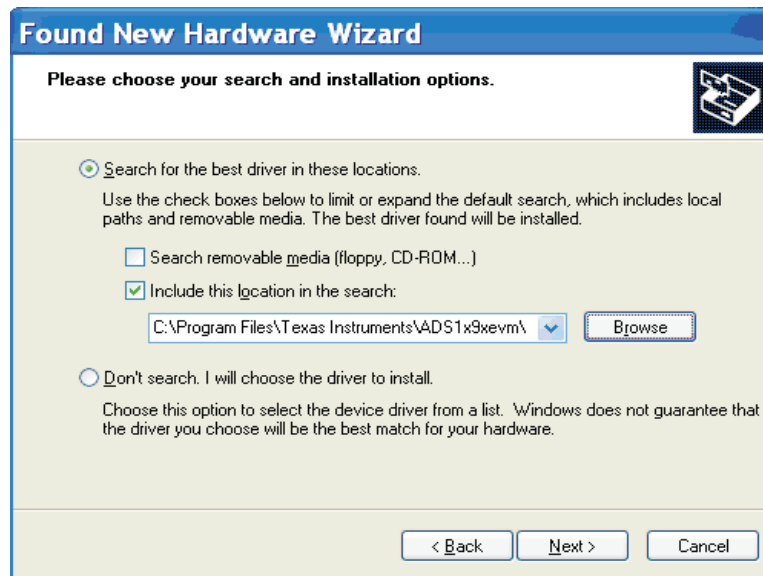 Found New Hardware Wizard
Please choose your search and installation options.
Search for the best driver in these locations.
Use the check boxes below to limit or expand the default search, which includes local
paths and removable media. The best driver found will be installed.
Search removable media (floppy, CD-ROM...)
Include this location in the search:
C:\Program Files\Texas Instruments\ADS1x9xevm\
Browse
Don't search. I will choose the driver to install.
Choose this option to select the device driver from a list.  Windows does not guarantee that
the driver you choose will be the best match for your hardware.
< Back
Next >
Cancel